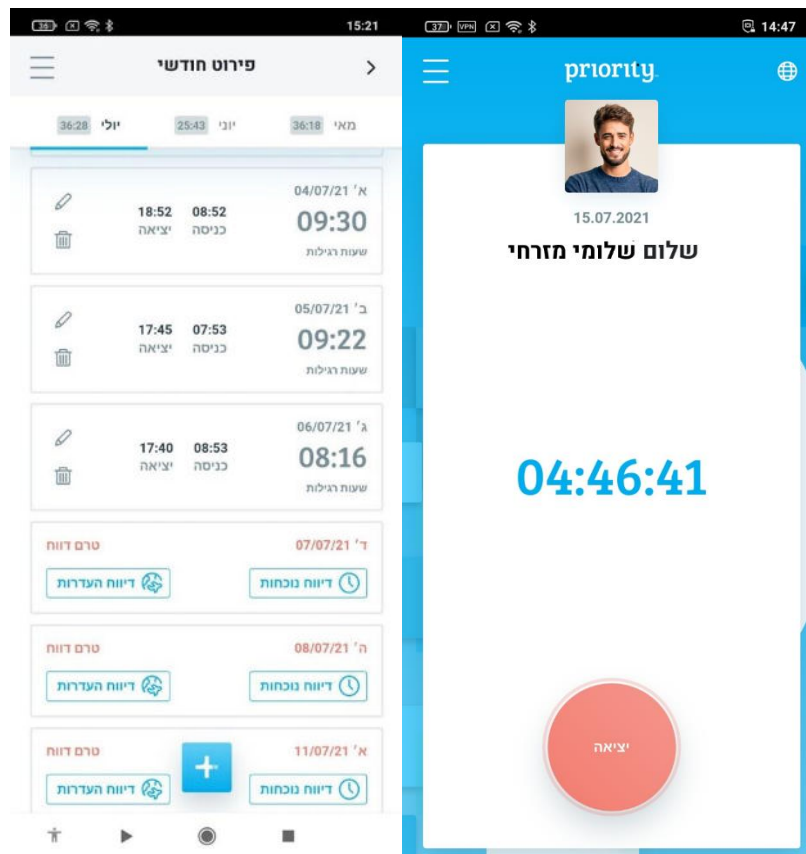 36
15:21
פירוט חודשי
מאי 36:18
יוני 25:43
יולי 36:28
א׳ 04/07/21
09:30
שעות רגילות
08:52 18:52
כניסה יציאה
ב׳ 05/07/21
09:22
שעות רגילות
07:53 17:45
כניסה יציאה
ג׳ 06/07/21
08:16
שעות רגילות
08:53 17:40
כניסה יציאה
ד׳ 07/07/21 טרם דווח
דיווח נוכחות דיווח העדרות
ה׳ 08/07/21 טרם דווח
דיווח נוכחות דיווח העדרות
א׳ 11/07/21 טרם דווח
דיווח נוכחות דיווח העדרות
37 VPN
14:47
priority
15.07.2021
שלום שלומי מזרחי
04:46:41
יציאה